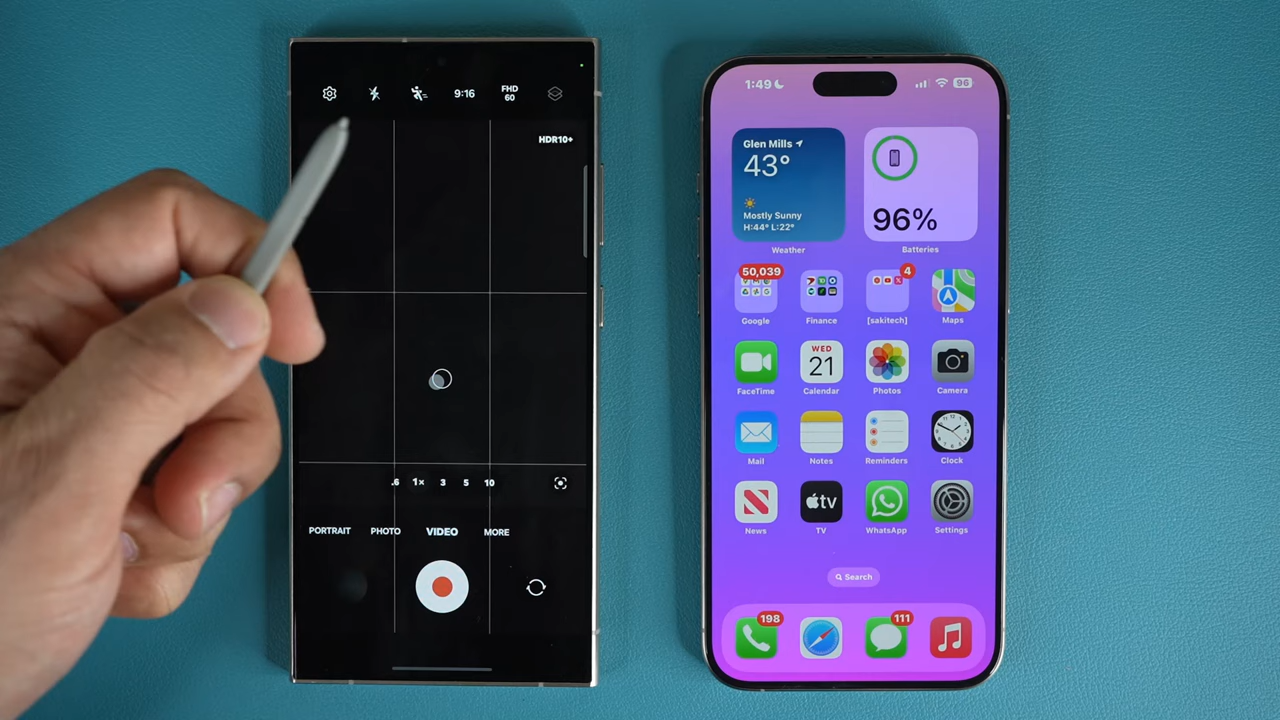 9:16
FHD
60
HDR10+
.6 1× 3 5 10
PORTRAIT PHOTO VIDEO MORE
1:49
96
Glen Mills
43°
Mostly Sunny
H:44° L:22°
Weather
96%
Batteries
50,039
4
Google Finance [sakitech] Maps
WED
21
FaceTime Calendar Photos Camera
Mail Notes Reminders Clock
tv
News TV WhatsApp Settings
Search
198
111